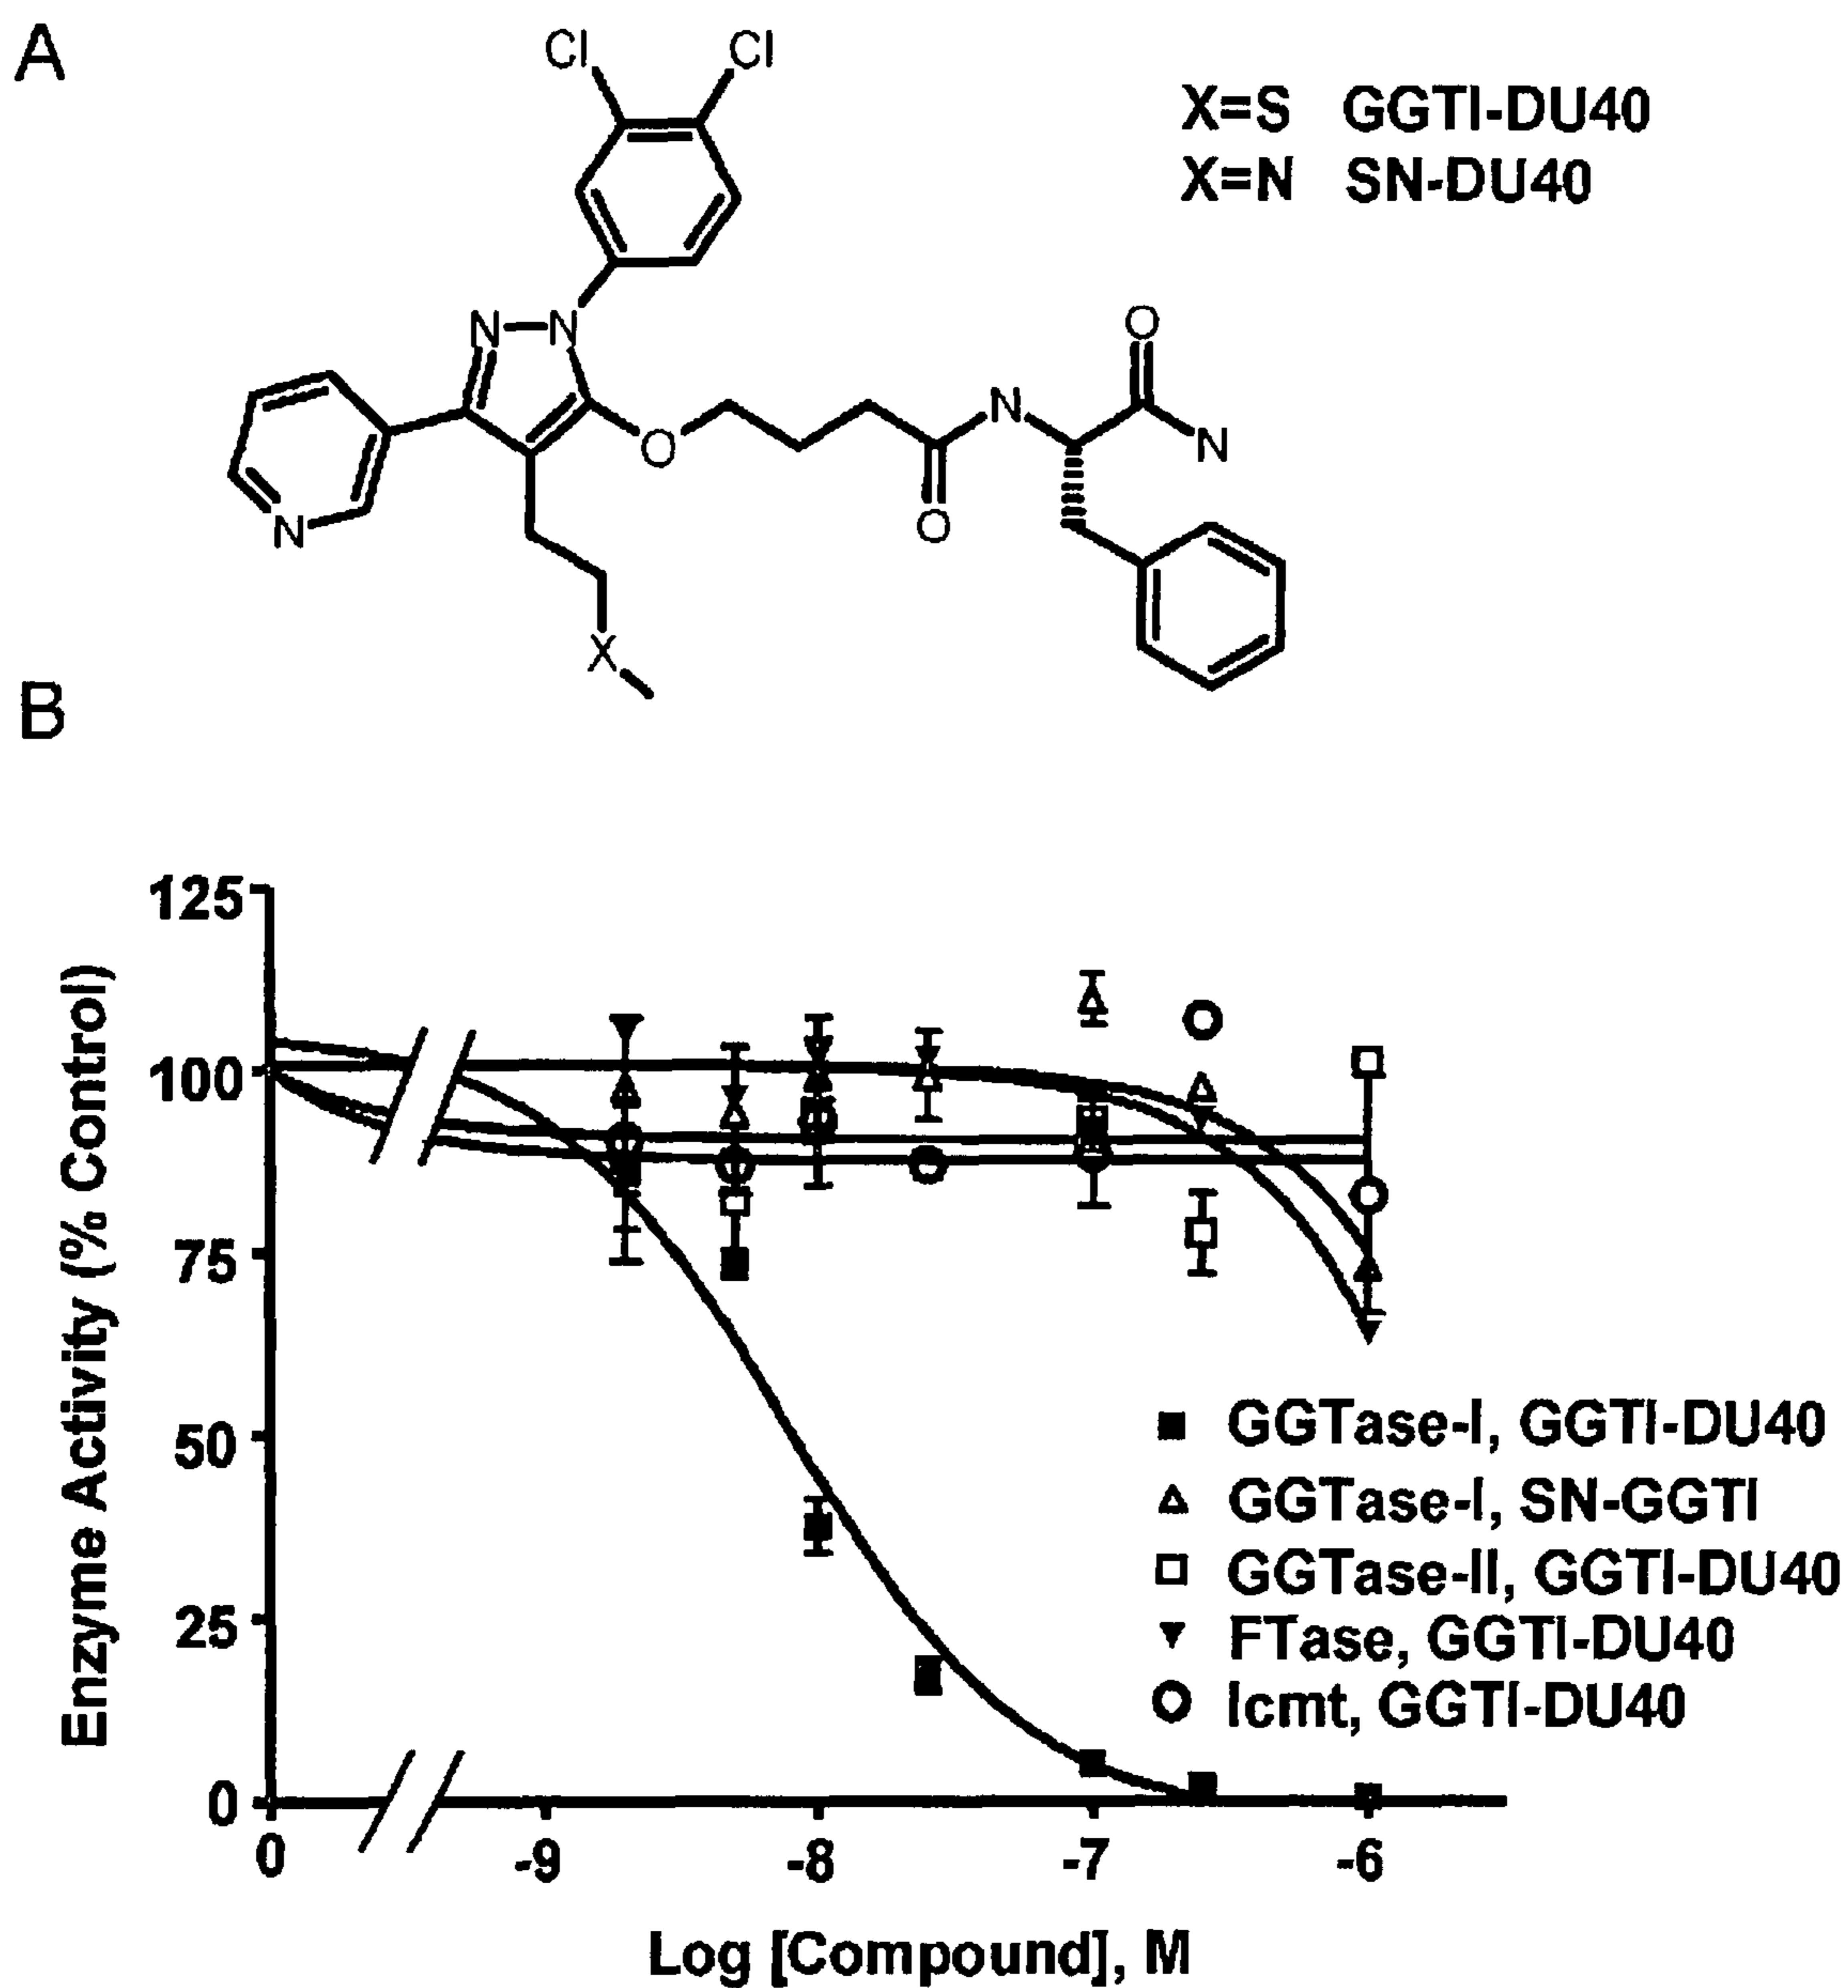 A
Cl Cl
X=S GGTI-DU40
X=N SN-DU40
N N
O
N
O
N
O
N
X
B
125
100
75
50
25
0
Enzyme Activity (% Control)
GGTase-I, GGTI-DU40
GGTase-I, SN-GGTI
GGTase-II, GGTI-DU40
FTase, GGTI-DU40
Icmt, GGTI-DU40
0 -9 -8 -7 -6
Log [Compound], M